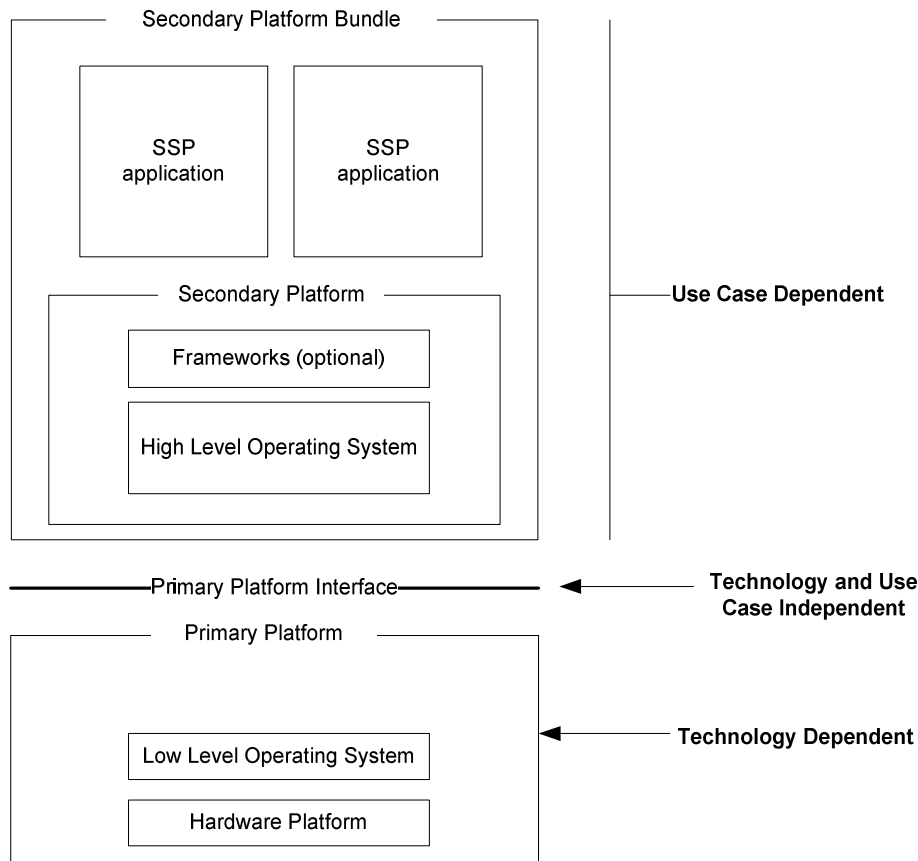 Secondary Platform Bundle
SSP
application
SSP
application
Secondary Platform
Use Case Dependent
Frameworks (optional)
High Level Operating System
Primary Platform Interface
Technology and Use
Case Independent
Primary Platform
Technology Dependent
Low Level Operating System
Hardware Platform